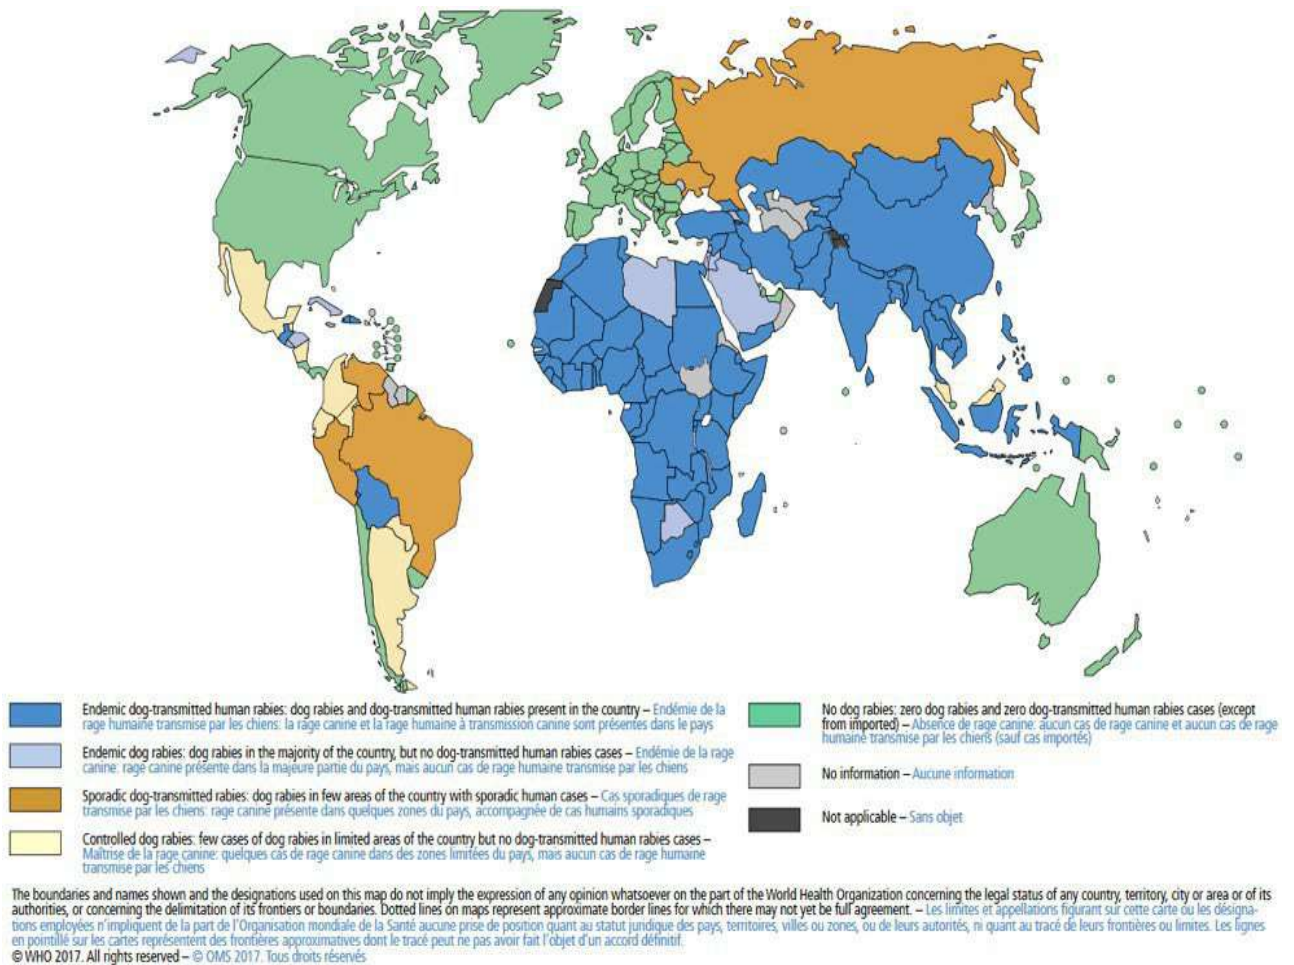 Endemic dog-transmitted human rabies: dog rabies and dog-transmitted human rabies present in the country – Endémie de la
rage humaine transmise par les chiens: la rage canine et la rage humaine à transmission canine sont présentes dans le pays
Endemic dog rabies: dog rabies in the majority of the country, but no dog-transmitted human rabies cases – Endémie de la rage
canine: rage canine présente dans la majeure partie du pays, mais aucun cas de rage humaine transmise par les chiens
Sporadic dog-transmitted rabies: dog rabies in few areas of the country with sporadic human cases – Cas sporadiques de rage
transmise par les chiens: rage canine présente dans quelques zones du pays, accompagnée de cas humains sporadiques
Controlled dog rabies: few cases of dog rabies in limited areas of the country but no dog-transmitted human rabies cases –
Maîtrise de la rage canine: quelques cas de rage canine dans des zones limitées du pays, mais aucun cas de rage humaine
transmise par les chiens
No dog rabies: zero dog rabies and zero dog-transmitted human rabies cases (except
from imported) – Absence de rage canine: aucun cas de rage canine et aucun cas de rage
humaine transmise par les chiens (sauf cas importés)
No information – Aucune information
Not applicable – Sans objet
The boundaries and names shown and the designations used on this map do not imply the expression of any opinion whatsoever on the part of the World Health Organization concerning the legal status of any country, territory, city or area or of its
authorities, or concerning the delimitation of its frontiers or boundaries. Dotted lines on maps represent approximate border lines for which there may not yet be full agreement. – Les limites et appellations figurant sur cette carte ou les désigna-
tions employées n'impliquent de la part de l'Organisation mondiale de la Santé aucune prise de position quant au statut juridique des pays, territoires, villes ou zones, ou de leurs autorités, ni quant au tracé de leurs frontières ou limites. Les lignes
en pointillé sur les cartes représentent des frontières approximatives dont le tracé peut ne pas avoir fait l'objet d'un accord définitif.
© WHO 2017. All rights reserved – © OMS 2017. Tous droits réservés